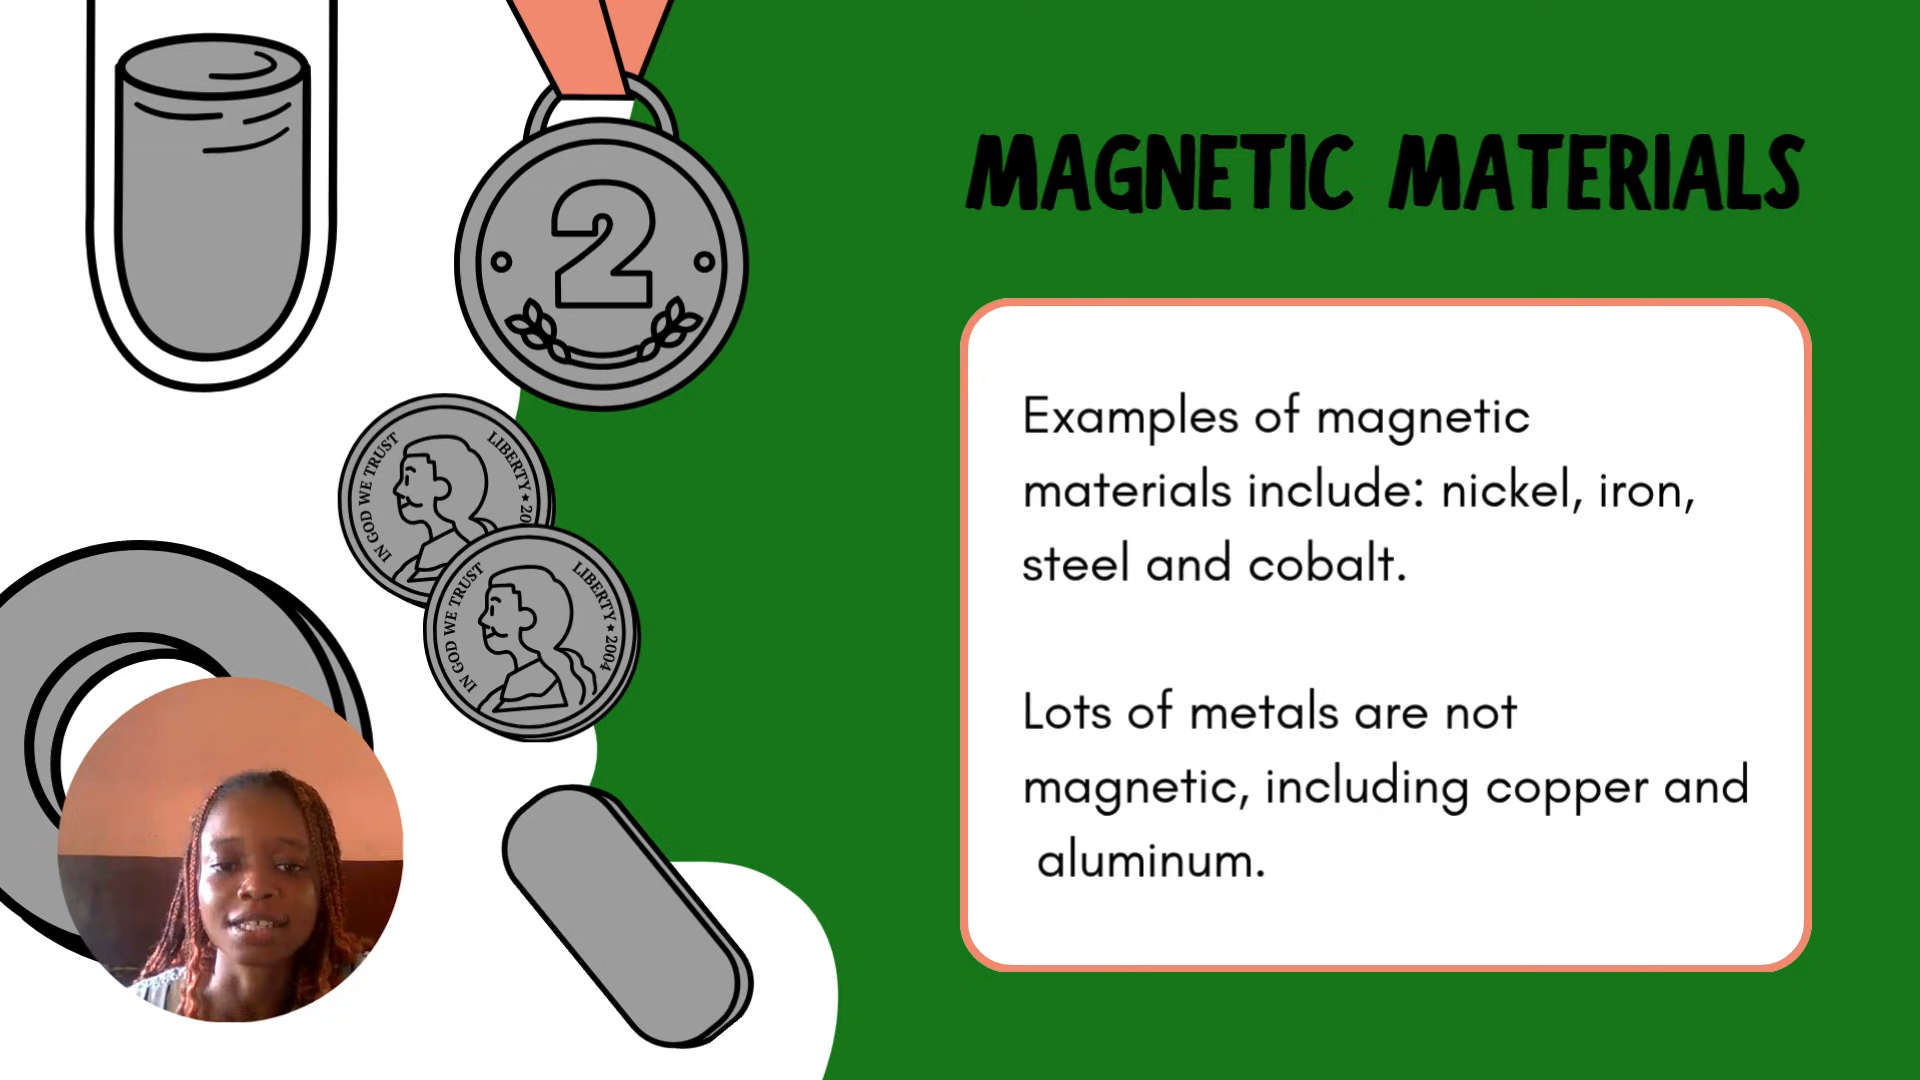 MAGNETIC MATERIALS
Examples of magnetic
materials include: nickel, iron,
steel and cobalt.
Lots of metals are not
magnetic, including copper and
aluminum.
2
IN GOD WE TRUST LIBERTY ★ 20
IN GOD WE TRUST LIBERTY ★ 2004